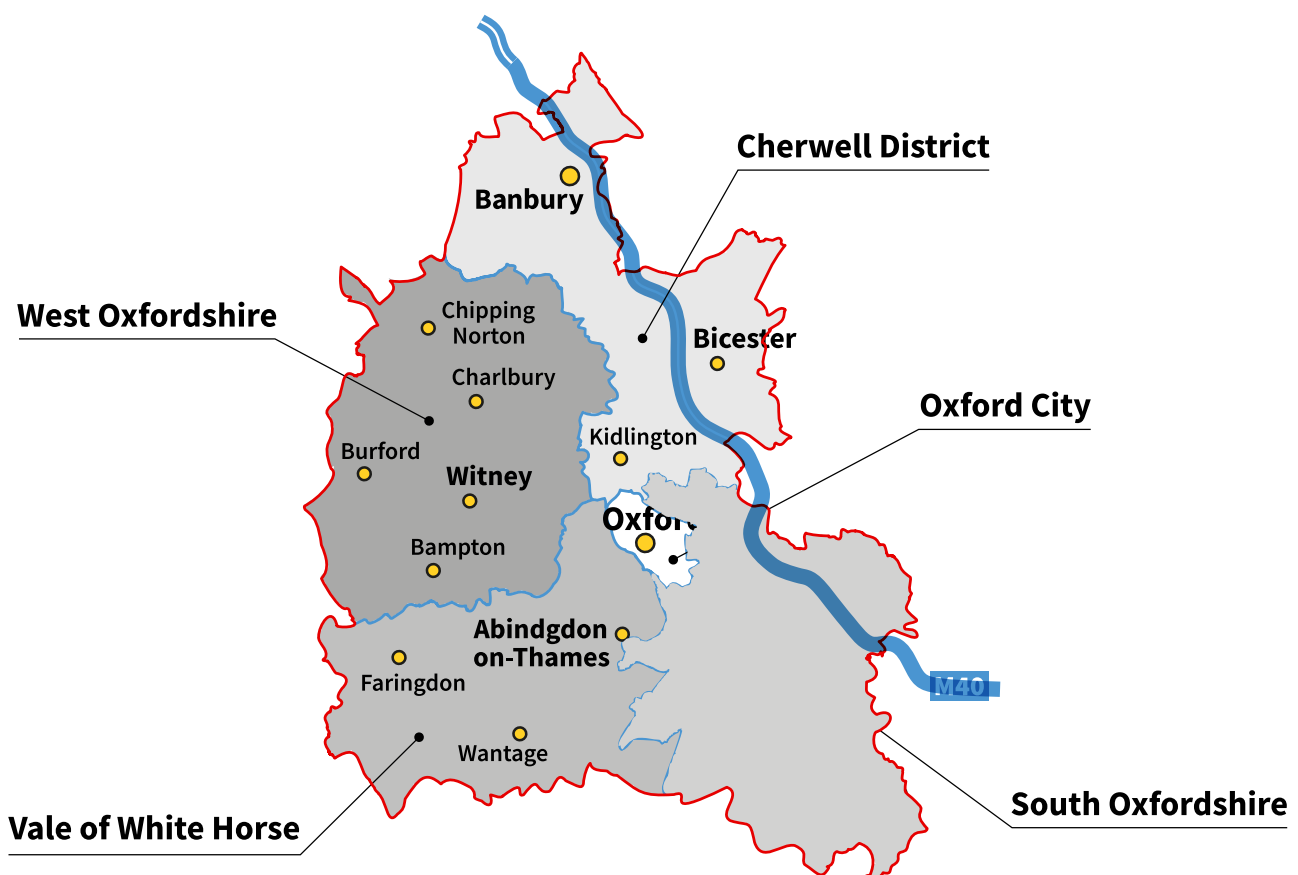 Cherwell District
Banbury
West Oxfordshire
Chipping
Norton
Bicester
Charlbury
Oxford City
Kidlington
Burford
Witney
Oxfor
Bampton
Abindgdon
on-Thames
Faringdon
M40
Wantage
South Oxfordshire
Vale of White Horse